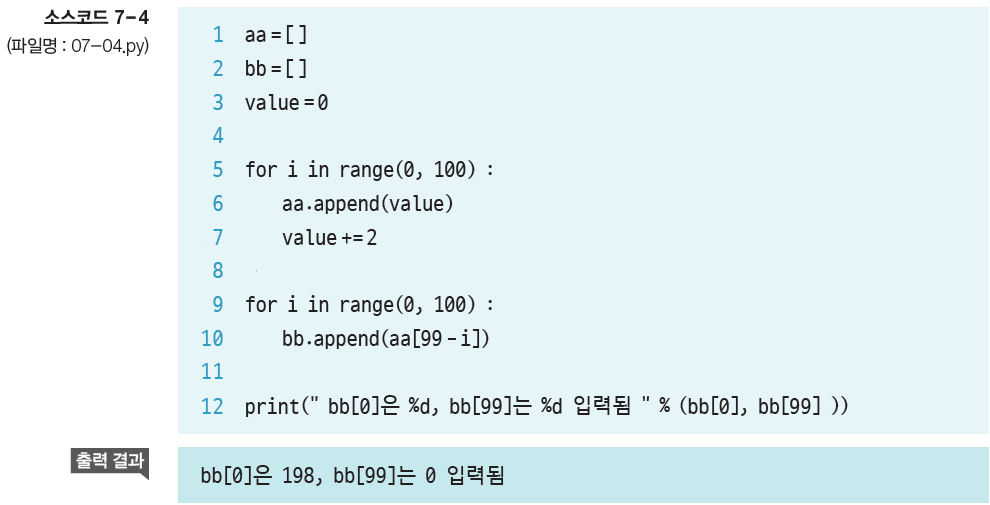 소스코드 7-4
(파일명 : 07-04.py)
1 aa=[]
2 bb=[]
3 value=0
4
5 for i in range(0, 100) :
6 aa.append(value)
7 value +=2
8
9 for i in range(0, 100) :
10 bb.append(aa[99-i])
11
12 print(" bb[0]은 %d, bb[99]는 %d 입력됨 " % (bb[0], bb[99] ))
출력 결과
bb[0]은 198, bb[99]는 0 입력됨